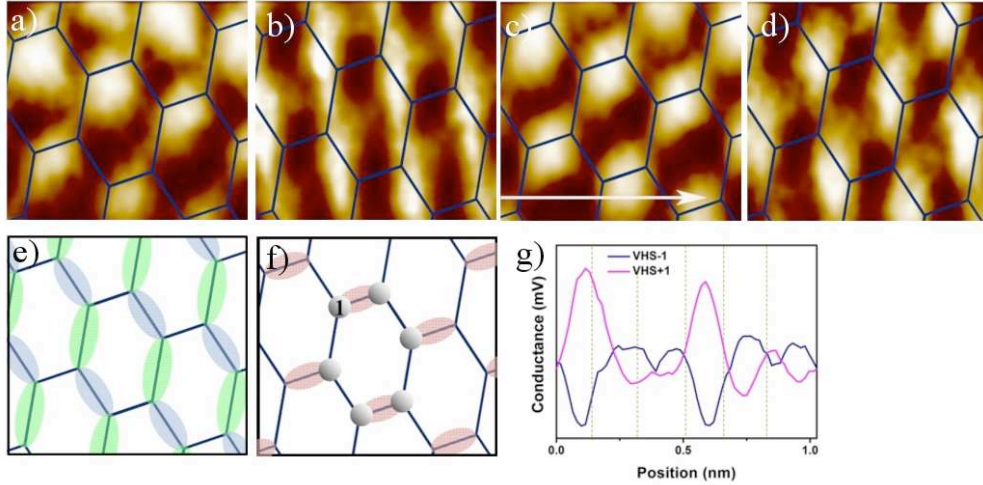 a)
b)
c)
d)
e)
f)
1
g)
VHS-1
VHS+1
Conductance (mV)
0.0
0.5
1.0
Position (nm)